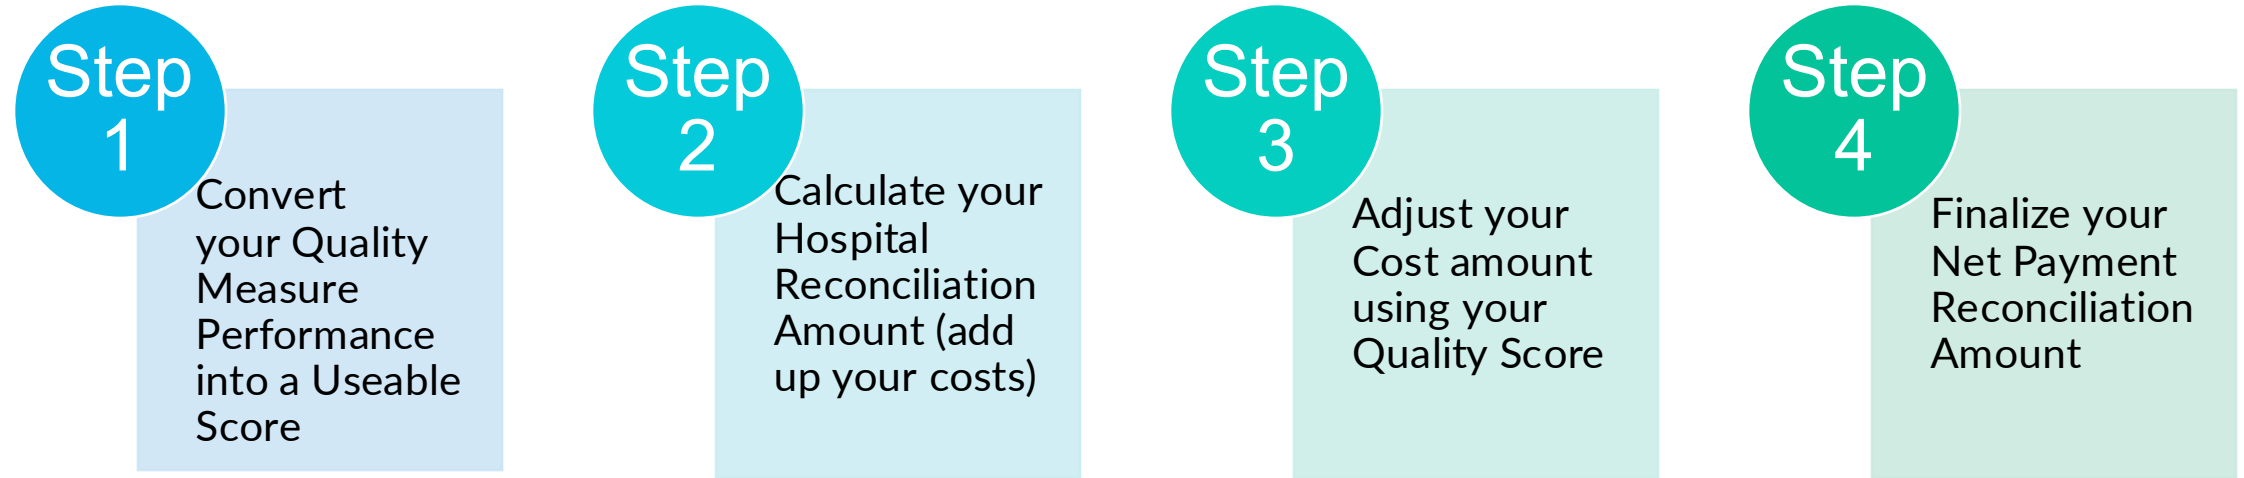 Step
1
Convert
your Quality
Measure
Performance
into a Useable
Score
Step
2
Calculate your
Hospital
Reconciliation
Amount (add
up your costs)
Step
3
Adjust your
Cost amount
using your
Quality Score
Step
4
Finalize your
Net Payment
Reconciliation
Amount